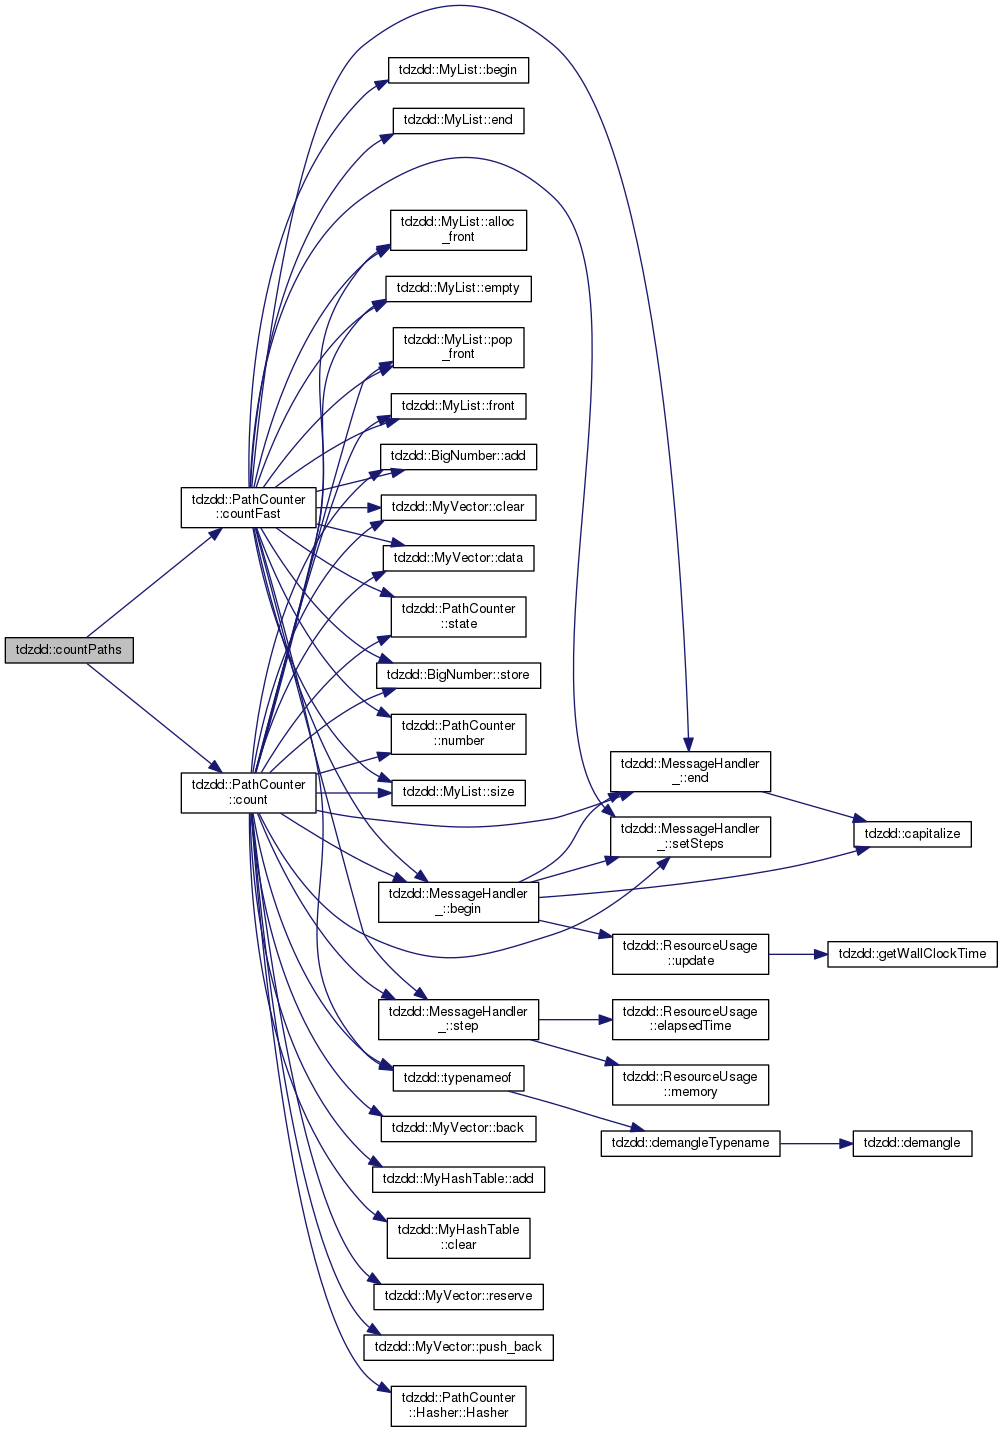 tdzdd::MyList::begin
tdzdd::MyList::end
tdzdd::MyList::alloc
_front
tdzdd::MyList::empty
tdzdd::MyList::pop
_front
tdzdd::MyList::front
tdzdd::BigNumber::add
tdzdd::PathCounter
::countFast
tdzdd::MyVector::clear
tdzdd::MyVector::data
tdzdd::PathCounter
::state
tdzdd::countPaths
tdzdd::BigNumber::store
tdzdd::PathCounter
::number
tdzdd::PathCounter
::count
tdzdd::MyList::size
tdzdd::MessageHandler
_::end
tdzdd::MessageHandler
_::setSteps
tdzdd::capitalize
tdzdd::MessageHandler
_::begin
tdzdd::ResourceUsage
::update
tdzdd::getWallClockTime
tdzdd::MessageHandler
_::step
tdzdd::ResourceUsage
::elapsedTime
tdzdd::typenameof
tdzdd::ResourceUsage
::memory
tdzdd::MyVector::back
tdzdd::demangleTypename
tdzdd::demangle
tdzdd::MyHashTable::add
tdzdd::MyHashTable
::clear
tdzdd::MyVector::reserve
tdzdd::MyVector::push_back
tdzdd::PathCounter
::Hasher::Hasher